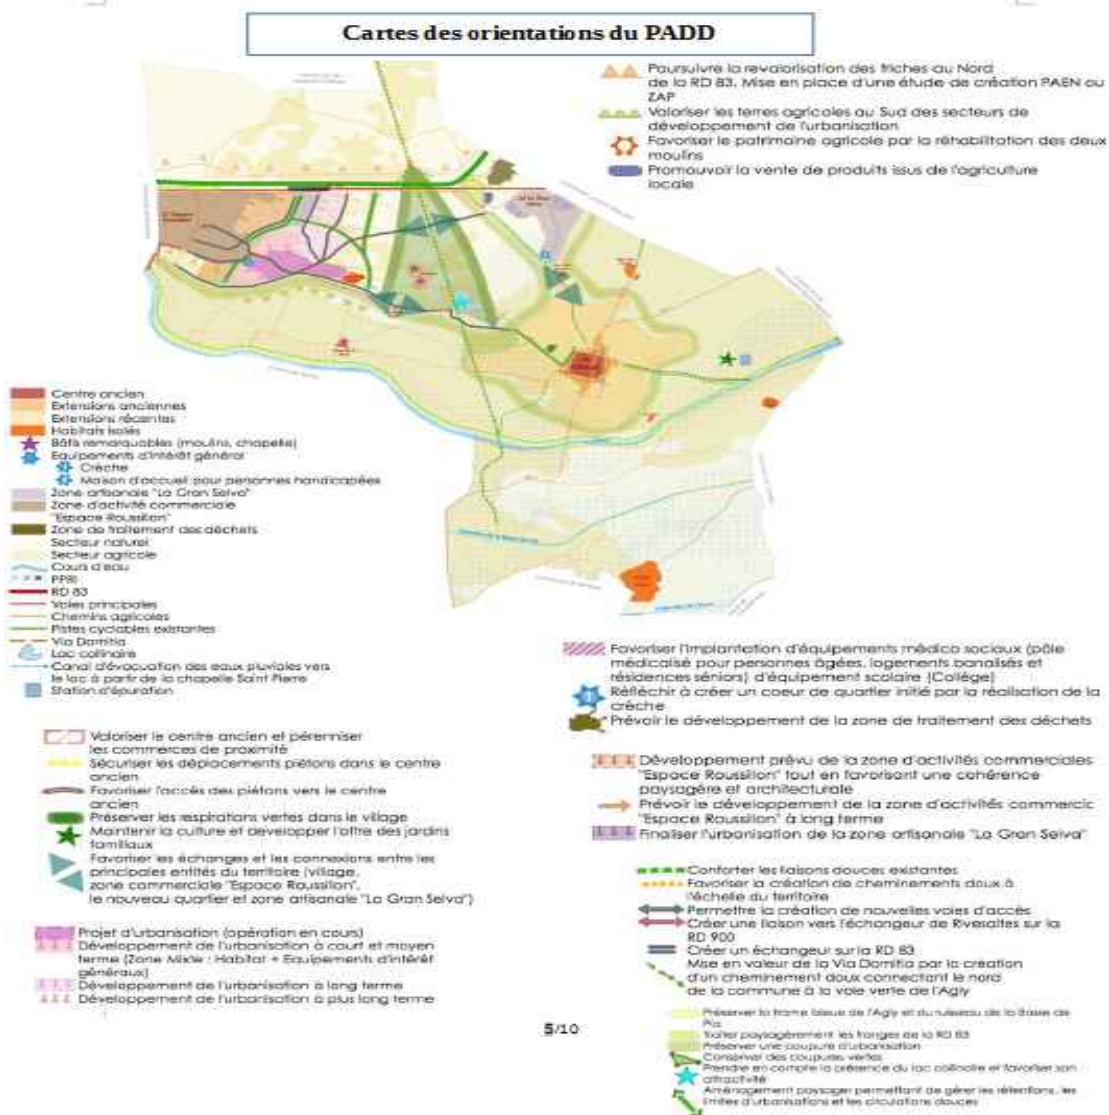 Cartes des orientations du PADD
Poursuivre la revalorisation des friches au Nord
de la RD 83. Mise en place d'une étude de création PAEN ou
ZAP
Valoriser les terres agricoles au Sud des secteurs de
développement de l'urbanisation
Favoriser le patrimoine agricole par la réhabilitation des deux
moulins
Promouvoir la vente de produits issus de l'agriculture
locale
Centre ancien
Extensions anciennes
Extensions récentes
Habitats isolés
Bâtis remarquables (moulins, chapelle)
Equipements d'intérêt général
Crèche
Maison d'accueil pour personnes handicapées
Zone artisanale "La Gran Selva"
Zone d'activité commerciale
"Espace Roussillon"
Zone de traitement des déchets
Secteur naturel
Secteur agricole
Cours d'eau
PPRI
RD 83
Voies principales
Chemins agricoles
Pistes cyclables existantes
Via Domitia
Lac collinaire
Canal d'évacuation des eaux pluviales vers
le lac à partir de la chapelle Saint Pierre
Station d'épuration
Favoriser l'implantation d'équipements médico sociaux (pôle
médicalisé pour personnes âgées, logements banalisés et
résidences séniors) d'équipement scolaire (Collège)
Réfléchir à créer un coeur de quartier initié par la réalisation de la
crèche
Prévoir le développement de la zone de traitement des déchets
Valoriser le centre ancien et pérenniser
les commerces de proximité
Sécuriser les déplacements piétons dans le centre
ancien
Favoriser l'accès des piétons vers le centre
ancien
Préserver les respirations vertes dans le village
Maintenir la culture et développer l'offre des jardins
familiaux
Favoriser les échanges et les connexions entre les
principales entités du territoire (village,
zone commerciale "Espace Roussillon",
le nouveau quartier et zone artisanale "La Gran Selva")
Développement prévu de la zone d'activités commerciales
"Espace Roussillon" tout en favorisant une cohérence
paysagère et architecturale
Prévoir le développement de la zone d'activités commercic
"Espace Roussillon" à long terme
Finaliser l'urbanisation de la zone artisanale "La Gran Selva"
Projet d'urbanisation (opération en cours)
Développement de l'urbanisation à court et moyen
terme (Zone Mixte : Habitat + Equipements d'intérêt
généraux)
Développement de l'urbanisation à long terme
Développement de l'urbanisation à plus long terme
Conforter les liaisons douces existantes
Favoriser la création de cheminements doux à
l'échelle du territoire
Permettre la création de nouvelles voies d'accès
Créer une liaison vers l'échangeur de Rivesaltes sur la
RD 900
Créer un échangeur sur la RD 83
Mise en valeur de la Via Domitia par la création
d'un cheminement doux connectant le nord
de la commune à la voie verte de l'Agly
Préserver la trame bleue de l'Agly et du ruisseau de la Basse de
Pia
Traiter paysagèrement les franges de la RD 83
Préserver une coupure d'urbanisation
Conserver des coupures vertes
Prendre en compte la présence du lac collinaire et favoriser son
attractivité
Aménagement paysager permettant de gérer les rétentions, les
limites d'urbanisations et les circulations douces
5/10